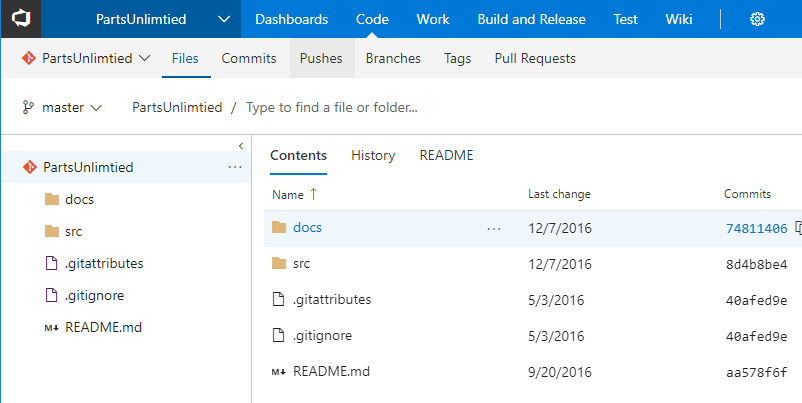 PartsUnlimtied Dashboards Code Work Build and Release Test Wiki
PartsUnlimtied Files Commits Pushes Branches Tags Pull Requests
master PartsUnlimtied / Type to find a file or folder...
PartsUnlimtied ...
docs
src
.gitattributes
.gitignore
README.md
Contents History README
Name ↑ Last change Commits
docs ... 12/7/2016 74811406
src 12/7/2016 8d4b8be4
.gitattributes 5/3/2016 40afed9e
.gitignore 5/3/2016 40afed9e
README.md 9/20/2016 aa578f6f